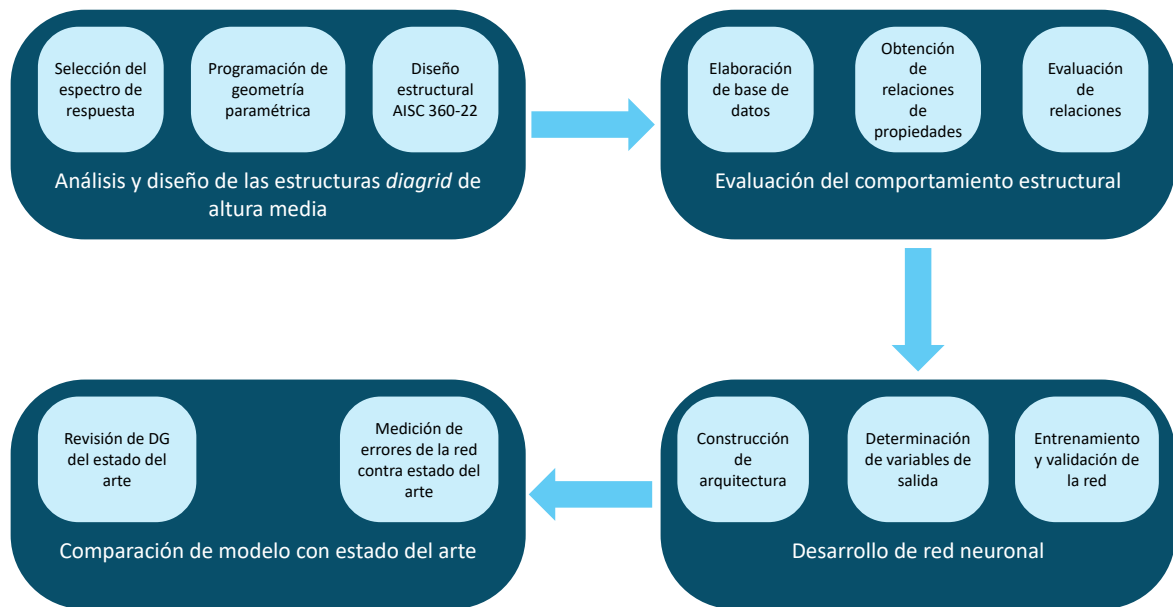 Selección del
espectro de
respuesta
Programación de
geometría
paramétrica
Diseño
estructural
AISC 360-22
Análisis y diseño de las estructuras diagrid de
altura media
Elaboración
de base de
datos
Obtención
de
relaciones
de
propiedades
Evaluación
de
relaciones
Evaluación del comportamiento estructural
Revisión de DG
del estado del
arte
Medición de
errores de la red
contra estado del
arte
Comparación de modelo con estado del arte
Construcción
de
arquitectura
Determinación
de variables de
salida
Entrenamiento
y validación de
la red
Desarrollo de red neuronal